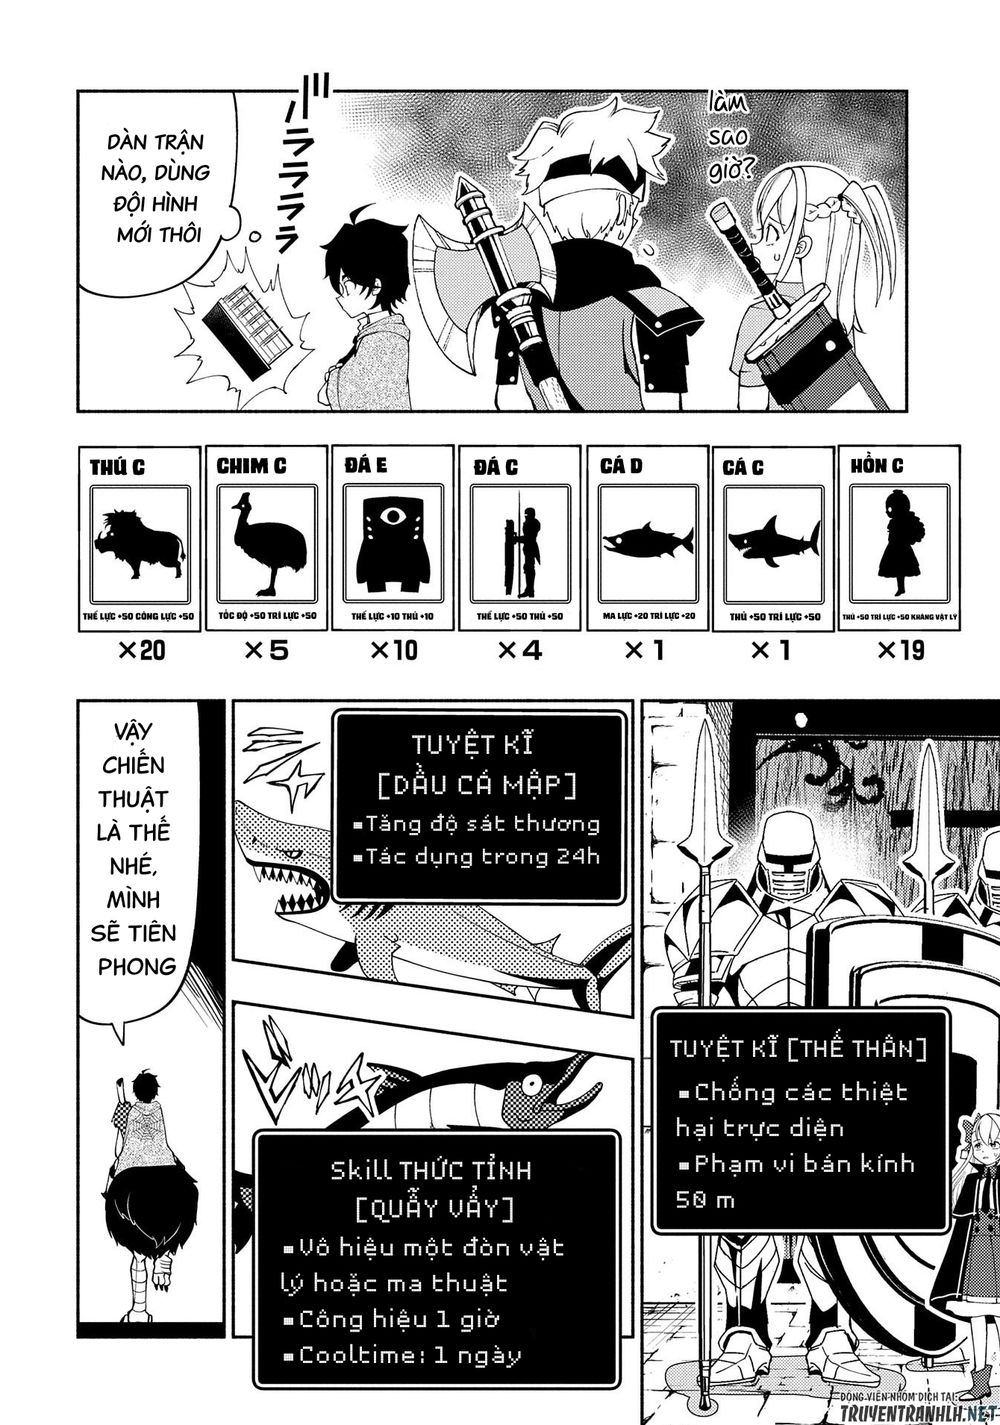 DÀN TRẬN
NÀO, DÙNG
ĐỘI HÌNH
MỚI THÔI
バラララララ
làm
sao
giờ?
THÚ C
THỂ LỰC +50 CÔNG LỰC +50
×20
CHIM C
TỐC ĐỘ +50 TRÍ LỰC +50
×5
ĐÁ E
THỂ LỰC +10 THỦ +10
×10
ĐÁ C
THỂ LỰC +50 THỦ +50
×4
CÁ D
MA LỰC +20 TRÍ LỰC +20
×1
CÁ C
THỦ +50 TRÍ LỰC +50
×1
HỒN C
THỦ +50 TRÍ LỰC +50 KHÁNG VẬT LÝ
×19
VẬY
CHIẾN
THUẬT
LÀ THẾ
NHÉ,
MÌNH
SẼ TIÊN
PHONG
TUYỆT KĨ
[DẦU CÁ MẬP]
▪Tăng độ sát thương
▪Tác dụng trong 24h
TUYỆT KĨ [THẾ THÂN]
▪Chống các thiệt
hại trực diện
▪Phạm vi bán kính
50 m
Skill THỨC TỈNH
[QUẪY VẨY]
▪Vô hiệu một đòn vật
lý hoặc ma thuật
▪Công hiệu 1 giờ
▪Cooltime: 1 ngày
ĐỘNG VIÊN NHÓM DỊCH TẠI:
TRUYENTRANHLH.NET